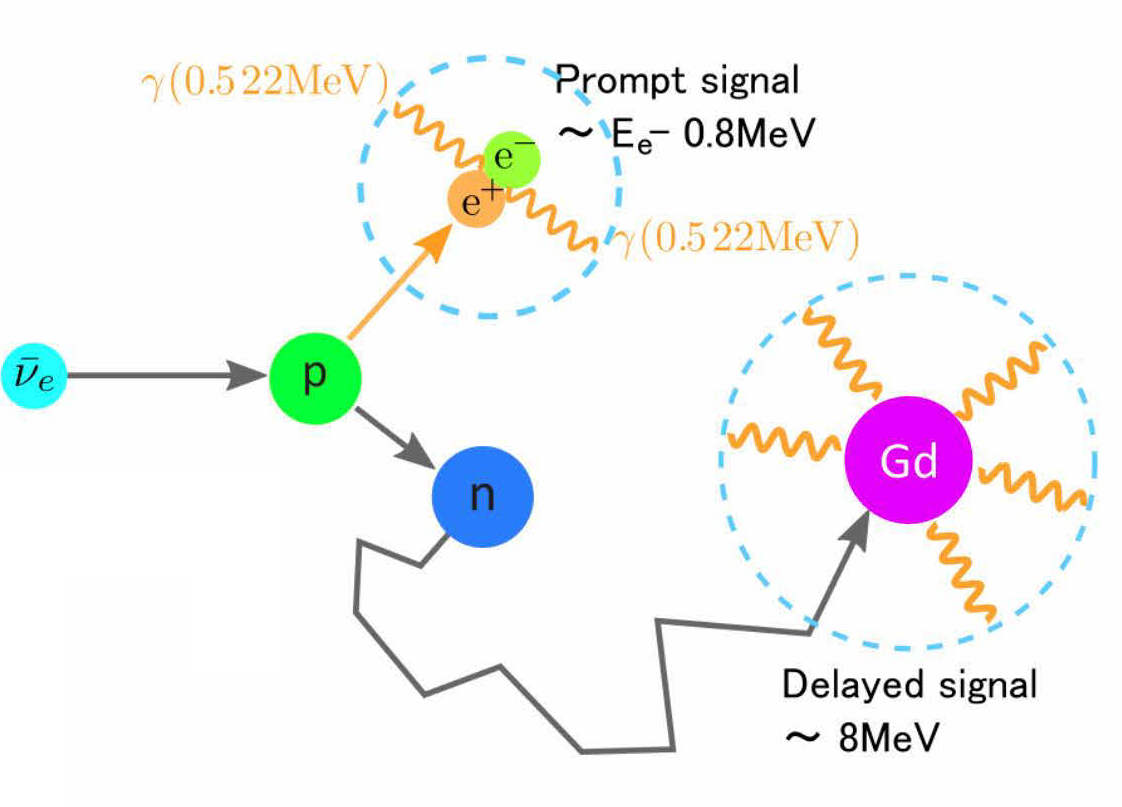 γ(0.522MeV)
Prompt signal
～ Eₑ− 0.8MeV
e⁻
e⁺
γ(0.522MeV)
ν̄ₑ
p
n
Gd
Delayed signal
～ 8MeV